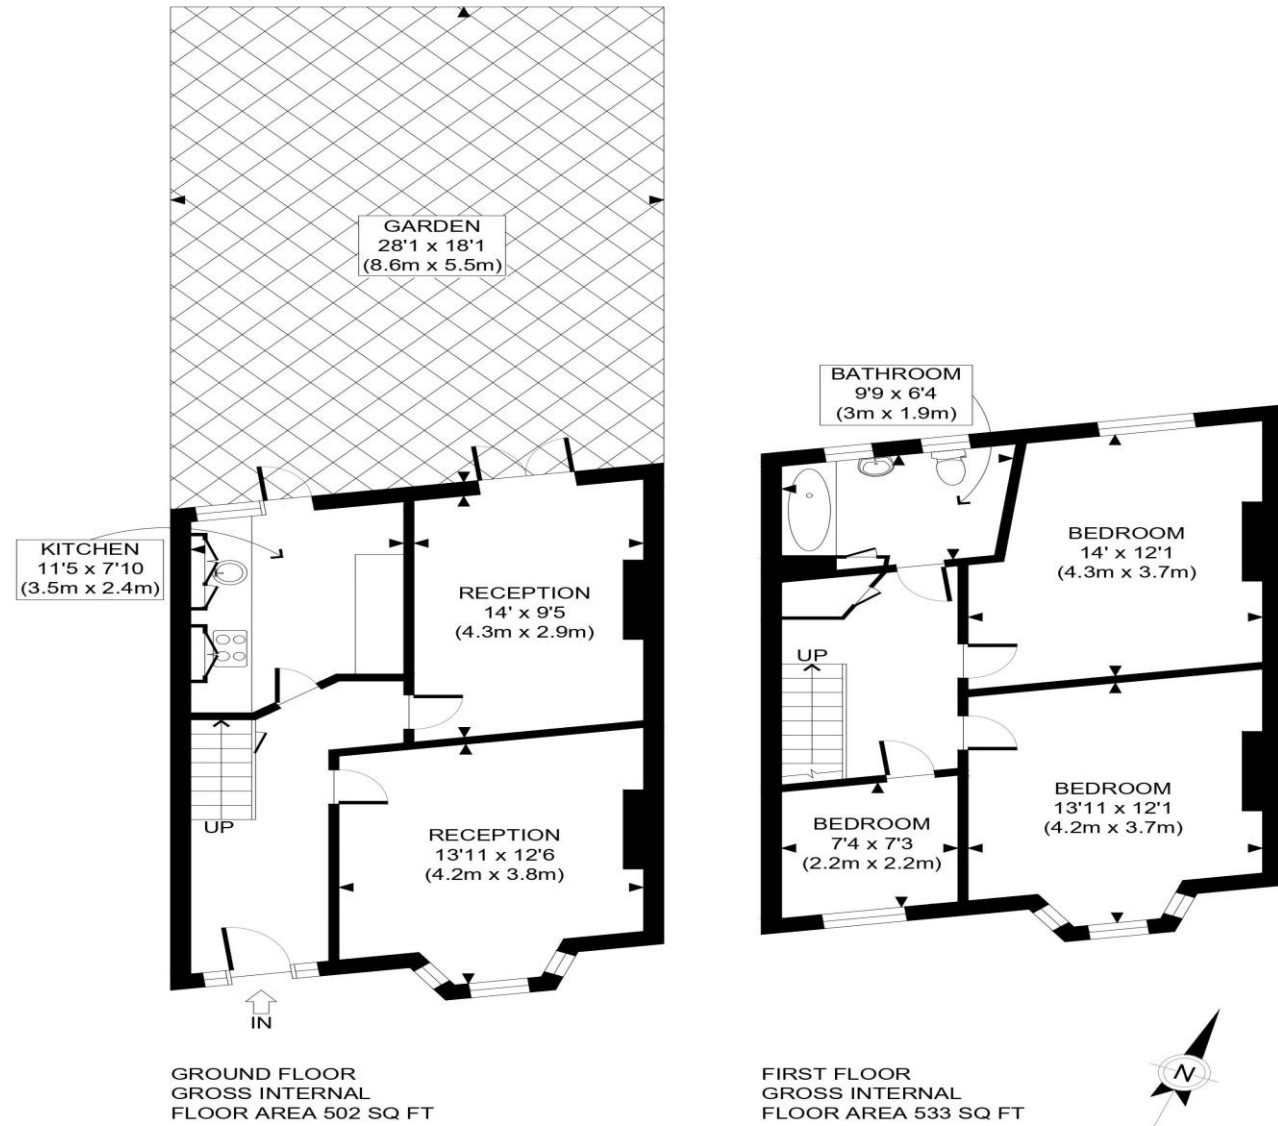 GARDEN
28'1 x 18'1
(8.6m x 5.5m)
KITCHEN
11'5 x 7'10
(3.5m x 2.4m)
RECEPTION
14' x 9'5
(4.3m x 2.9m)
UP
RECEPTION
13'11 x 12'6
(4.2m x 3.8m)
IN
GROUND FLOOR
GROSS INTERNAL
FLOOR AREA 502 SQ FT
BATHROOM
9'9 x 6'4
(3m x 1.9m)
BEDROOM
14' x 12'1
(4.3m x 3.7m)
UP
BEDROOM
7'4 x 7'3
(2.2m x 2.2m)
BEDROOM
13'11 x 12'1
(4.2m x 3.7m)
FIRST FLOOR
GROSS INTERNAL
FLOOR AREA 533 SQ FT
N